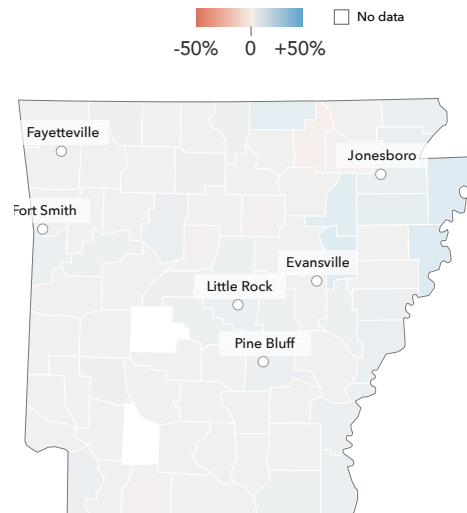 No data
-50% 0 +50%
Fayetteville
Jonesboro
Fort Smith
Evansville
Little Rock
Pine Bluff